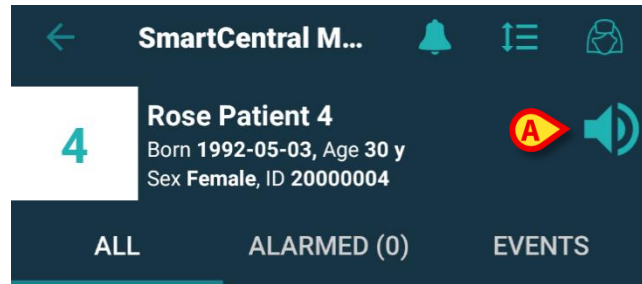 SmartCentral M...
4
Rose Patient 4
Born 1992-05-03, Age 30 y
Sex Female, ID 20000004
A
ALL ALARMED (0) EVENTS